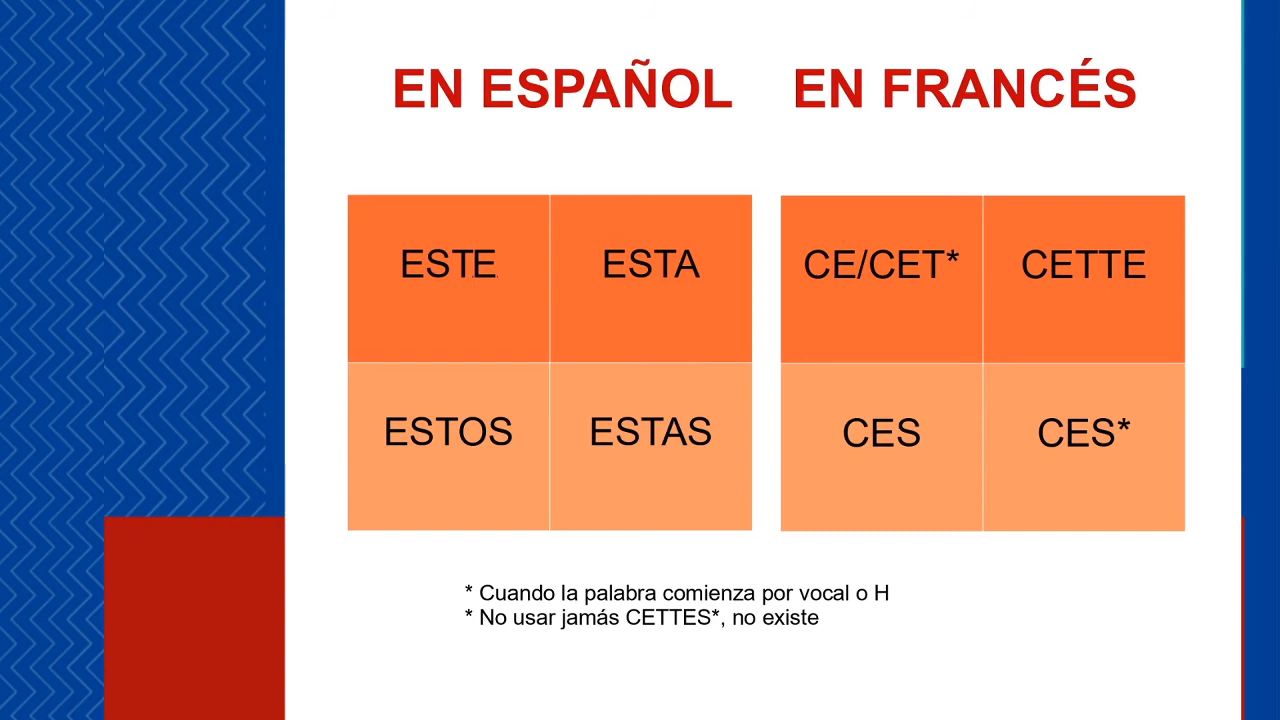 EN ESPAÑOL EN FRANCÉS
ESTE ESTA CE/CET* CETTE
ESTOS ESTAS CES CES*
* Cuando la palabra comienza por vocal o H
* No usar jamás CETTES*, no existe